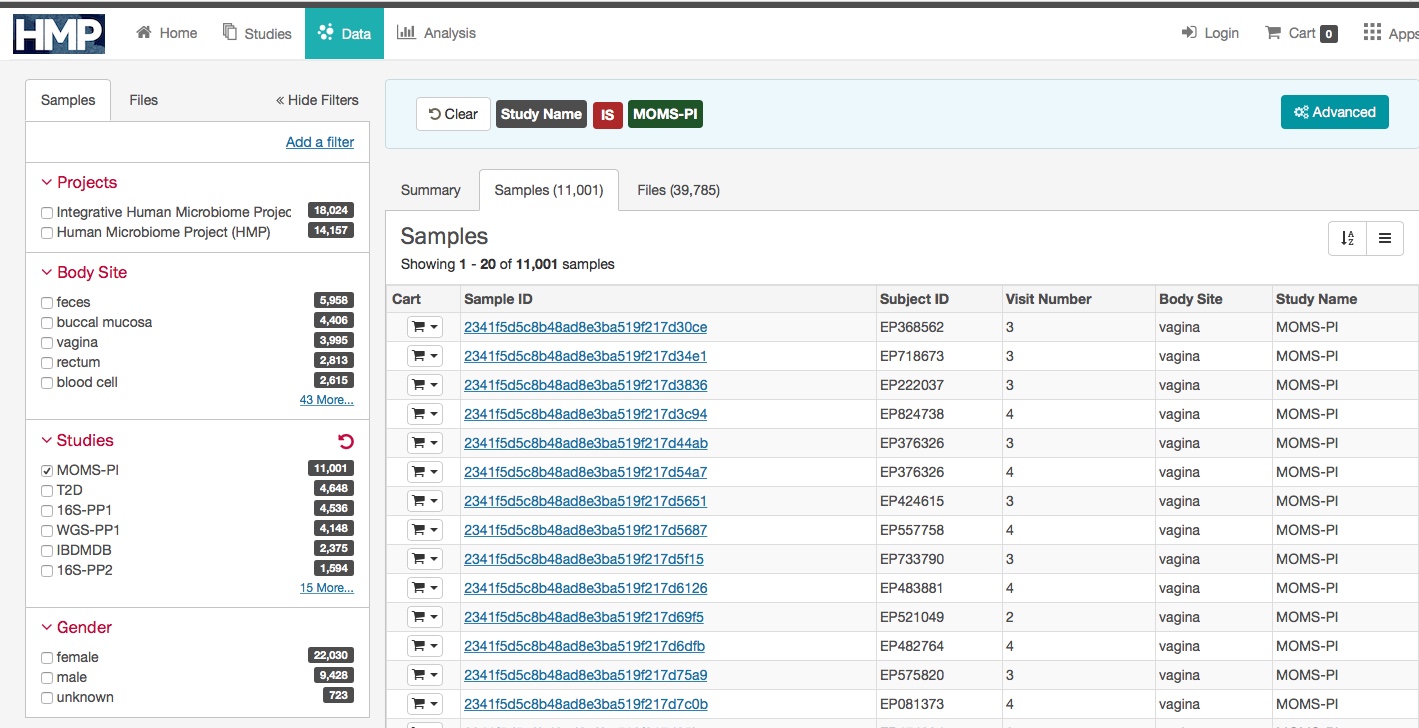 HMP Home Studies Data Analysis Login Cart 0 Apps
Samples Files « Hide Filters
Add a filter
Projects
Integrative Human Microbiome Projec 18,024
Human Microbiome Project (HMP) 14,157
Body Site
feces 5,958
buccal mucosa 4,406
vagina 3,995
rectum 2,813
blood cell 2,615
43 More...
Studies
MOMS-PI 11,001
T2D 4,648
16S-PP1 4,536
WGS-PP1 4,148
IBDMDB 2,375
16S-PP2 1,594
15 More...
Gender
female 22,030
male 9,428
unknown 723
Clear Study Name IS MOMS-PI Advanced
Summary Samples (11,001) Files (39,785)
Samples
Showing 1 - 20 of 11,001 samples
Cart Sample ID Subject ID Visit Number Body Site Study Name
2341f5d5c8b48ad8e3ba519f217d30ce EP368562 3 vagina MOMS-PI
2341f5d5c8b48ad8e3ba519f217d34e1 EP718673 3 vagina MOMS-PI
2341f5d5c8b48ad8e3ba519f217d3836 EP222037 3 vagina MOMS-PI
2341f5d5c8b48ad8e3ba519f217d3c94 EP824738 4 vagina MOMS-PI
2341f5d5c8b48ad8e3ba519f217d44ab EP376326 3 vagina MOMS-PI
2341f5d5c8b48ad8e3ba519f217d54a7 EP376326 4 vagina MOMS-PI
2341f5d5c8b48ad8e3ba519f217d5651 EP424615 3 vagina MOMS-PI
2341f5d5c8b48ad8e3ba519f217d5687 EP557758 4 vagina MOMS-PI
2341f5d5c8b48ad8e3ba519f217d5f15 EP733790 3 vagina MOMS-PI
2341f5d5c8b48ad8e3ba519f217d6126 EP483881 4 vagina MOMS-PI
2341f5d5c8b48ad8e3ba519f217d69f5 EP521049 2 vagina MOMS-PI
2341f5d5c8b48ad8e3ba519f217d6dfb EP482764 4 vagina MOMS-PI
2341f5d5c8b48ad8e3ba519f217d75a9 EP575820 3 vagina MOMS-PI
2341f5d5c8b48ad8e3ba519f217d7c0b EP081373 4 vagina MOMS-PI